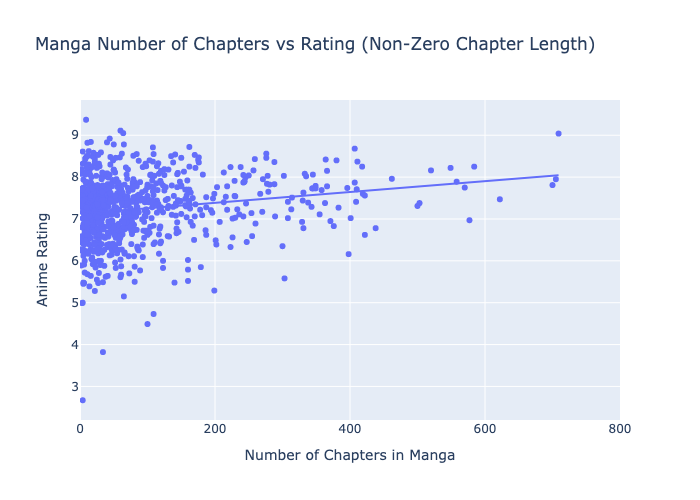 Manga Number of Chapters vs Rating (Non-Zero Chapter Length)
9
8
7
6
5
4
3
Anime Rating
0 200 400 600 800
Number of Chapters in Manga